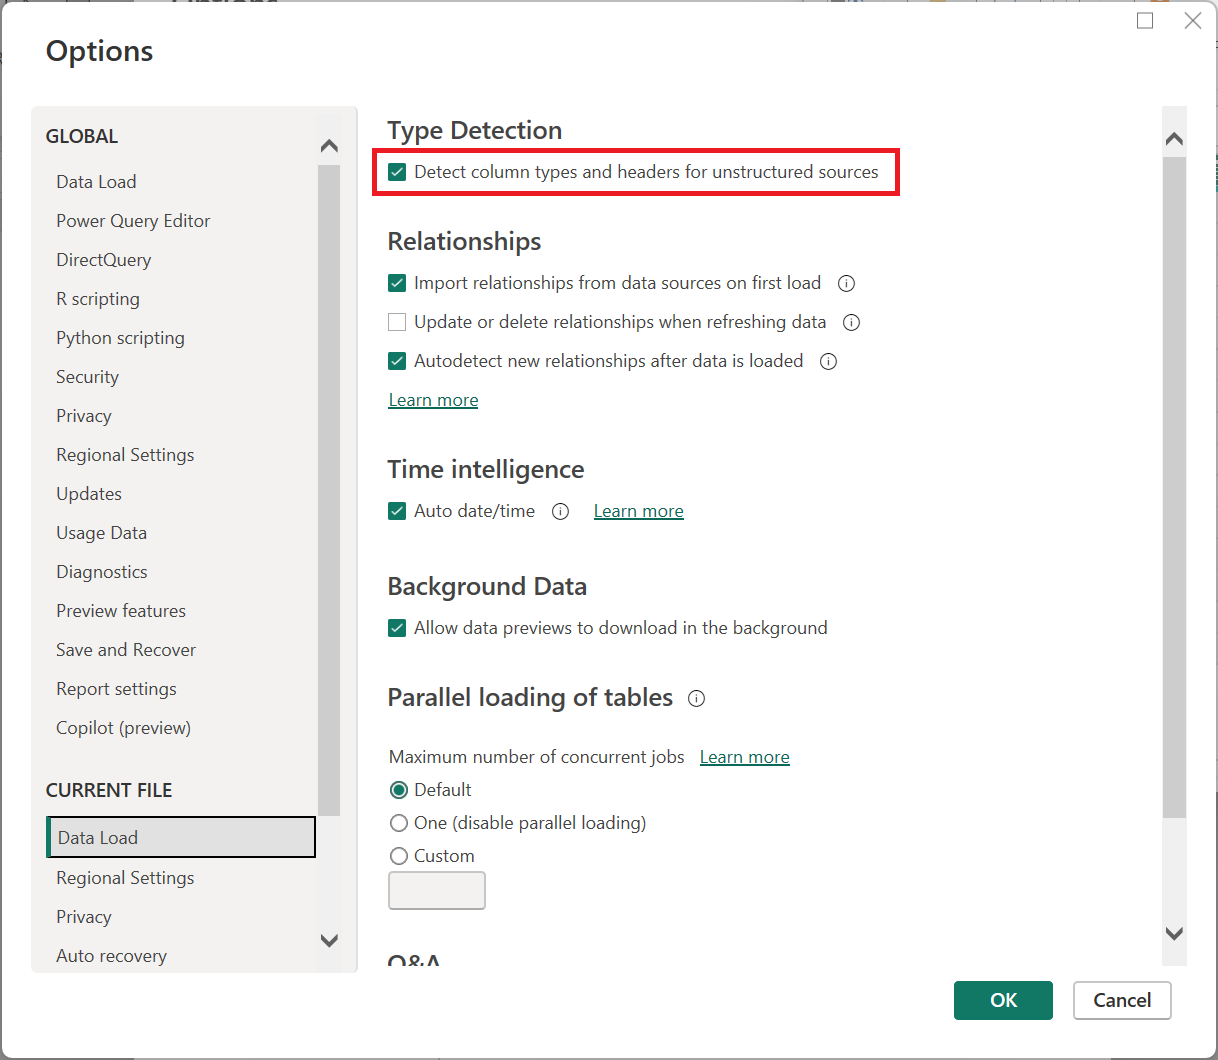 Options
GLOBAL
Data Load
Power Query Editor
DirectQuery
R scripting
Python scripting
Security
Privacy
Regional Settings
Updates
Usage Data
Diagnostics
Preview features
Save and Recover
Report settings
Copilot (preview)
CURRENT FILE
Data Load
Regional Settings
Privacy
Auto recovery
Type Detection
Detect column types and headers for unstructured sources
Relationships
Import relationships from data sources on first load
Update or delete relationships when refreshing data
Autodetect new relationships after data is loaded
Learn more
Time intelligence
Auto date/time Learn more
Background Data
Allow data previews to download in the background
Parallel loading of tables
Maximum number of concurrent jobs Learn more
Default
One (disable parallel loading)
Custom
Q&A
OK Cancel